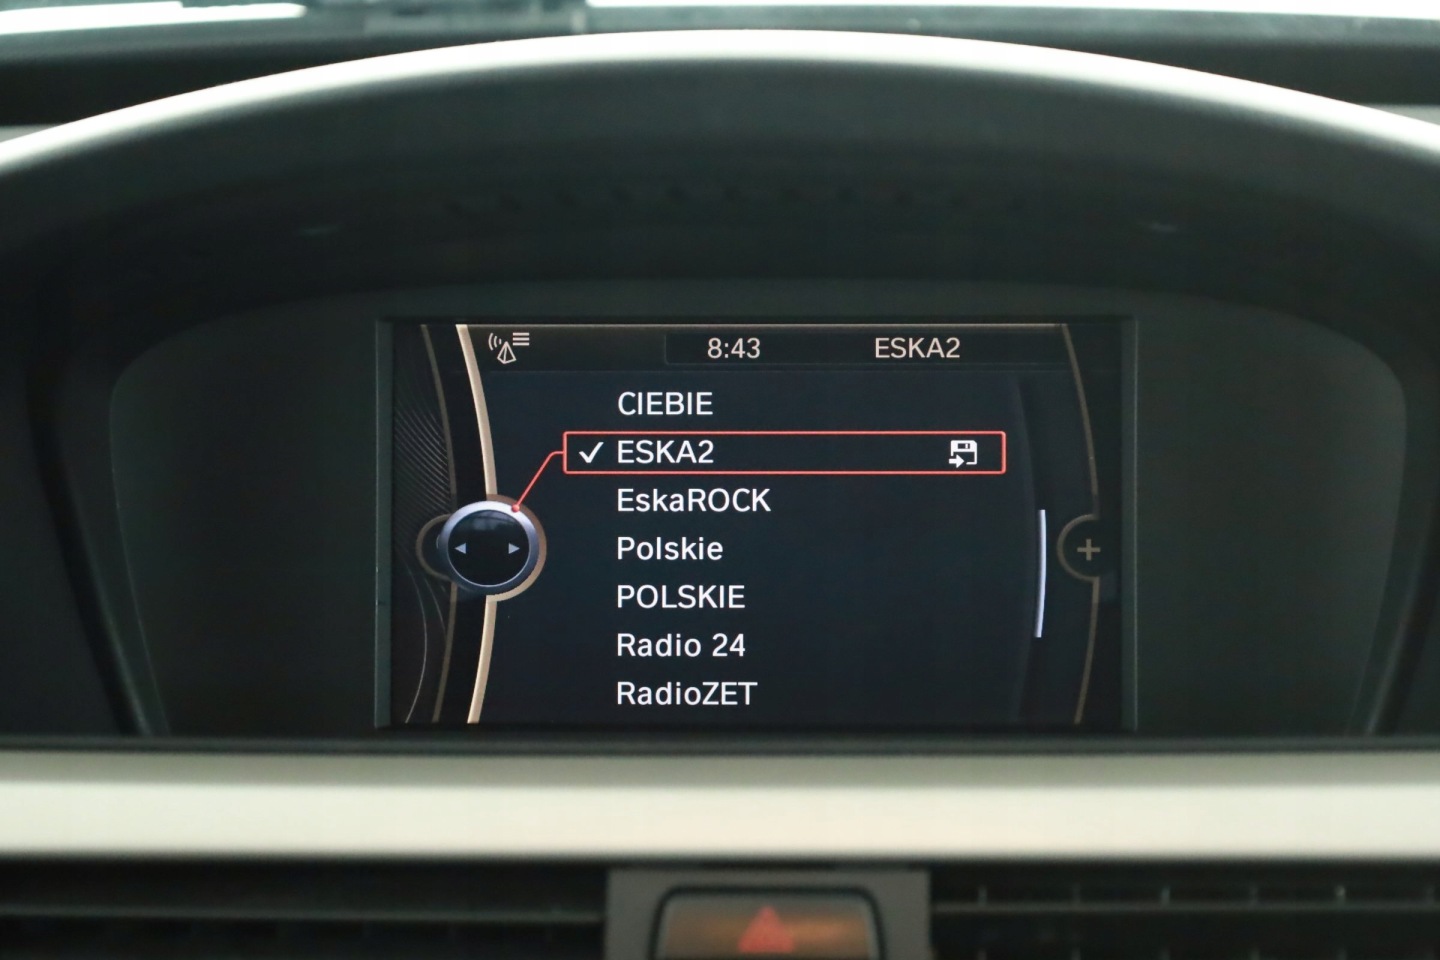 8:43 ESKA2
CIEBIE
ESKA2
EskaROCK
Polskie
POLSKIE
Radio 24
RadioZET